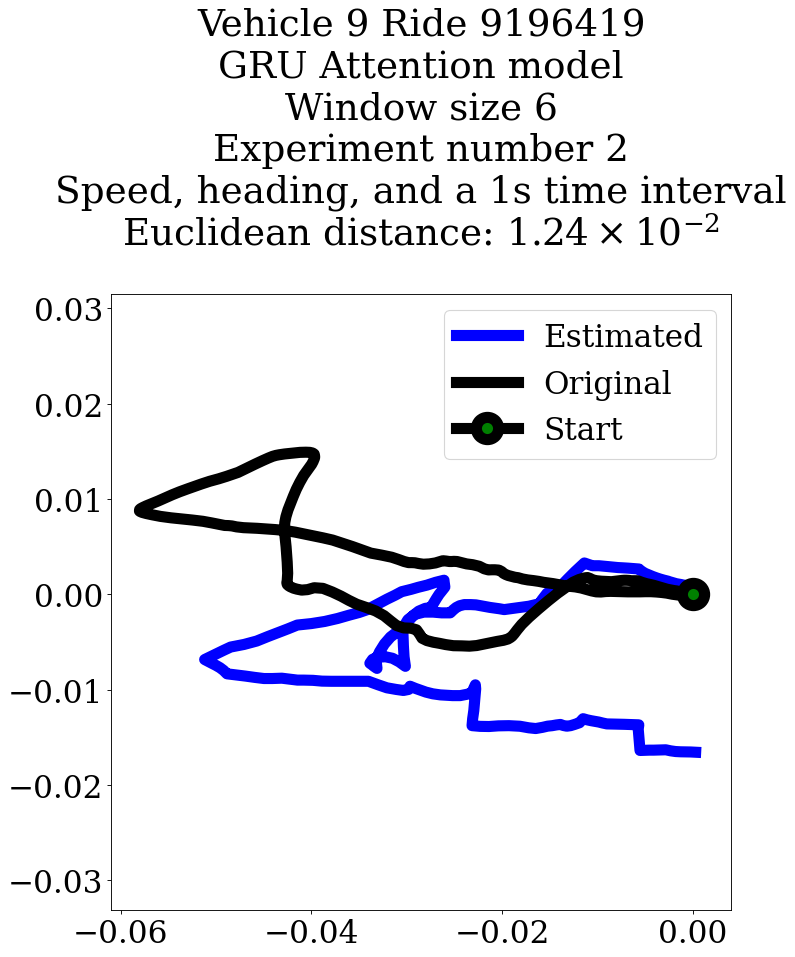 Vehicle 9 Ride 9196419
GRU Attention model
Window size 6
Experiment number 2
Speed, heading, and a 1s time interval
Euclidean distance: 1.24 × 10⁻²
Estimated
Original
Start
0.03
0.02
0.01
0.00
−0.01
−0.02
−0.03
−0.06 −0.04 −0.02 0.00